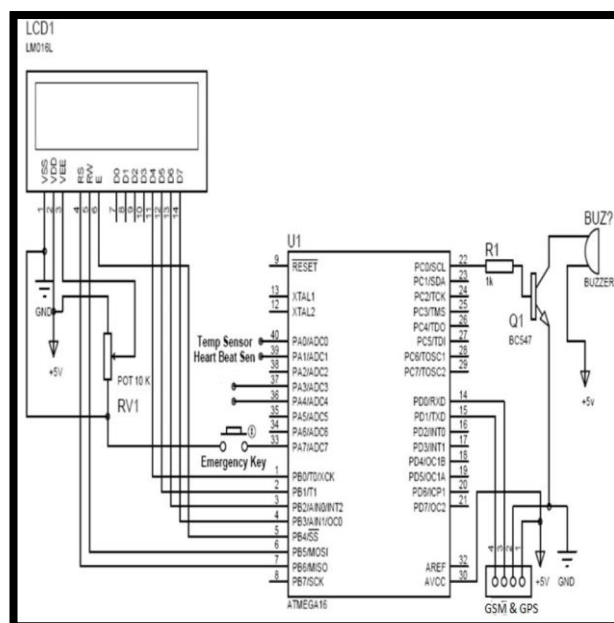 LCD1
LM016L
VSS VDD VEE RS RW E D0 D1 D2 D3 D4 D5 D6 D7
1 2 3 4 5 6 7 8 9 10 11 12 13 14
GND
+5V
POT 10 K
RV1
Temp Sensor
Heart Beat Sen
Emergency Key
U1
9 RESET PC0/SCL 22
PC1/SDA 23
13 XTAL1 PC2/TCK 24
12 XTAL2 PC3/TMS 25
PC4/TDO 26
40 PA0/ADC0 PC5/TDI 27
39 PA1/ADC1 PC6/TOSC1 28
38 PA2/ADC2 PC7/TOSC2 29
37 PA3/ADC3
36 PA4/ADC4 PD0/RXD 14
35 PA5/ADC5 PD1/TXD 15
34 PA6/ADC6 PD2/INT0 16
33 PA7/ADC7 PD3/INT1 17
PD4/OC1B 18
1 PB0/T0/XCK PD5/OC1A 19
2 PB1/T1 PD6/ICP1 20
3 PB2/AIN0/INT2 PD7/OC2 21
4 PB3/AIN1/OC0
5 PB4/SS
6 PB5/MOSI
7 PB6/MISO AREF 32
8 PB7/SCK AVCC 30
ATMEGA16
R1
1k
Q1
BC547
BUZ?
BUZZER
+5v
4 3 2 1
+5V
GND
GSM & GPS